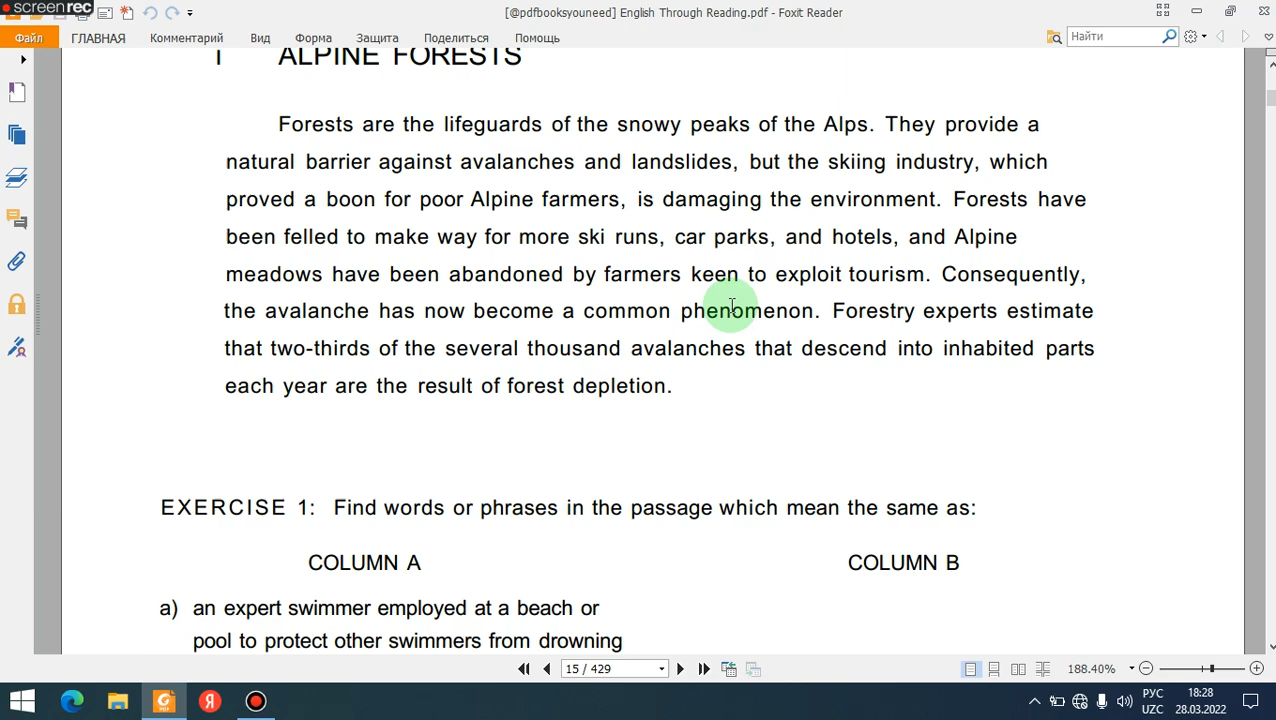 screenrec
[@pdfbooksyouneed] English Through Reading.pdf - Foxit Reader
Файл ГЛАВНАЯ Комментарий Вид Форма Защита Поделиться Помощь Найти
1 ALPINE FORESTS
Forests are the lifeguards of the snowy peaks of the Alps. They provide a
natural barrier against avalanches and landslides, but the skiing industry, which
proved a boon for poor Alpine farmers, is damaging the environment. Forests have
been felled to make way for more ski runs, car parks, and hotels, and Alpine
meadows have been abandoned by farmers keen to exploit tourism. Consequently,
the avalanche has now become a common phenomenon. Forestry experts estimate
that two-thirds of the several thousand avalanches that descend into inhabited parts
each year are the result of forest depletion.
EXERCISE 1: Find words or phrases in the passage which mean the same as:
COLUMN A COLUMN B
a) an expert swimmer employed at a beach or
pool to protect other swimmers from drowning
15 / 429 188.40%
РУС 18:28
UZC 28.03.2022